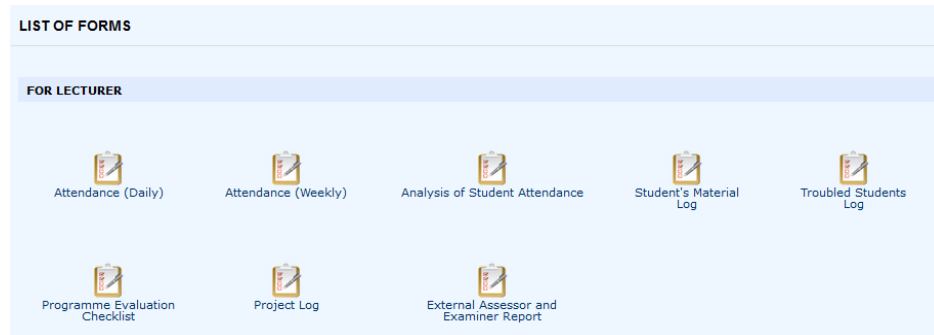 LIST OF FORMS
FOR LECTURER
Attendance (Daily)
Attendance (Weekly)
Analysis of Student Attendance
Student's Material
Log
Troubled Students
Log
Programme Evaluation
Checklist
Project Log
External Assessor and
Examiner Report